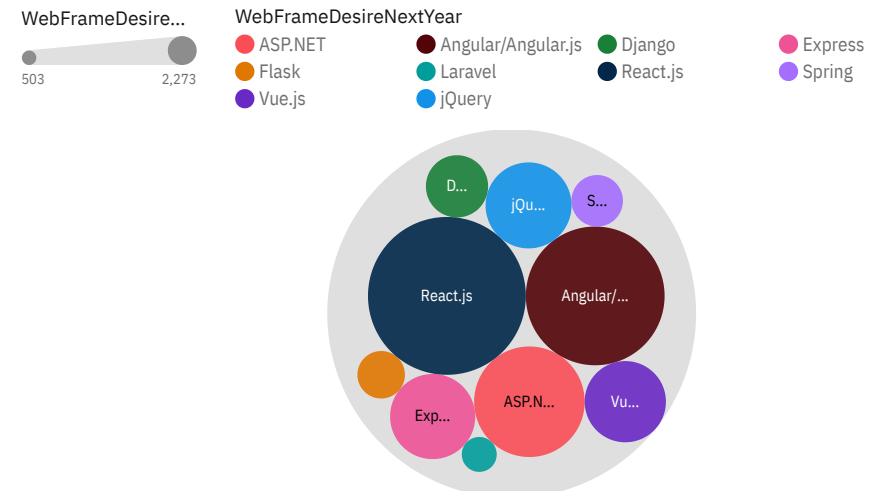 WebFrameDesire...
503 2,273
WebFrameDesireNextYear
ASP.NET Angular/Angular.js Django Express
Flask Laravel React.js Spring
Vue.js jQuery
D...
jQu...
S...
React.js
Angular/...
Exp...
ASP.N...
Vu...